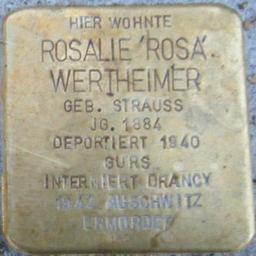 HIER WOHNTE
ROSALIE 'ROSA'
WERTHEIMER
GEB. STRAUSS
JG. 1884
DEPORTIERT 1940
GURS
INTERNIERT DRANCY
1942 AUSCHWITZ
ERMORDET